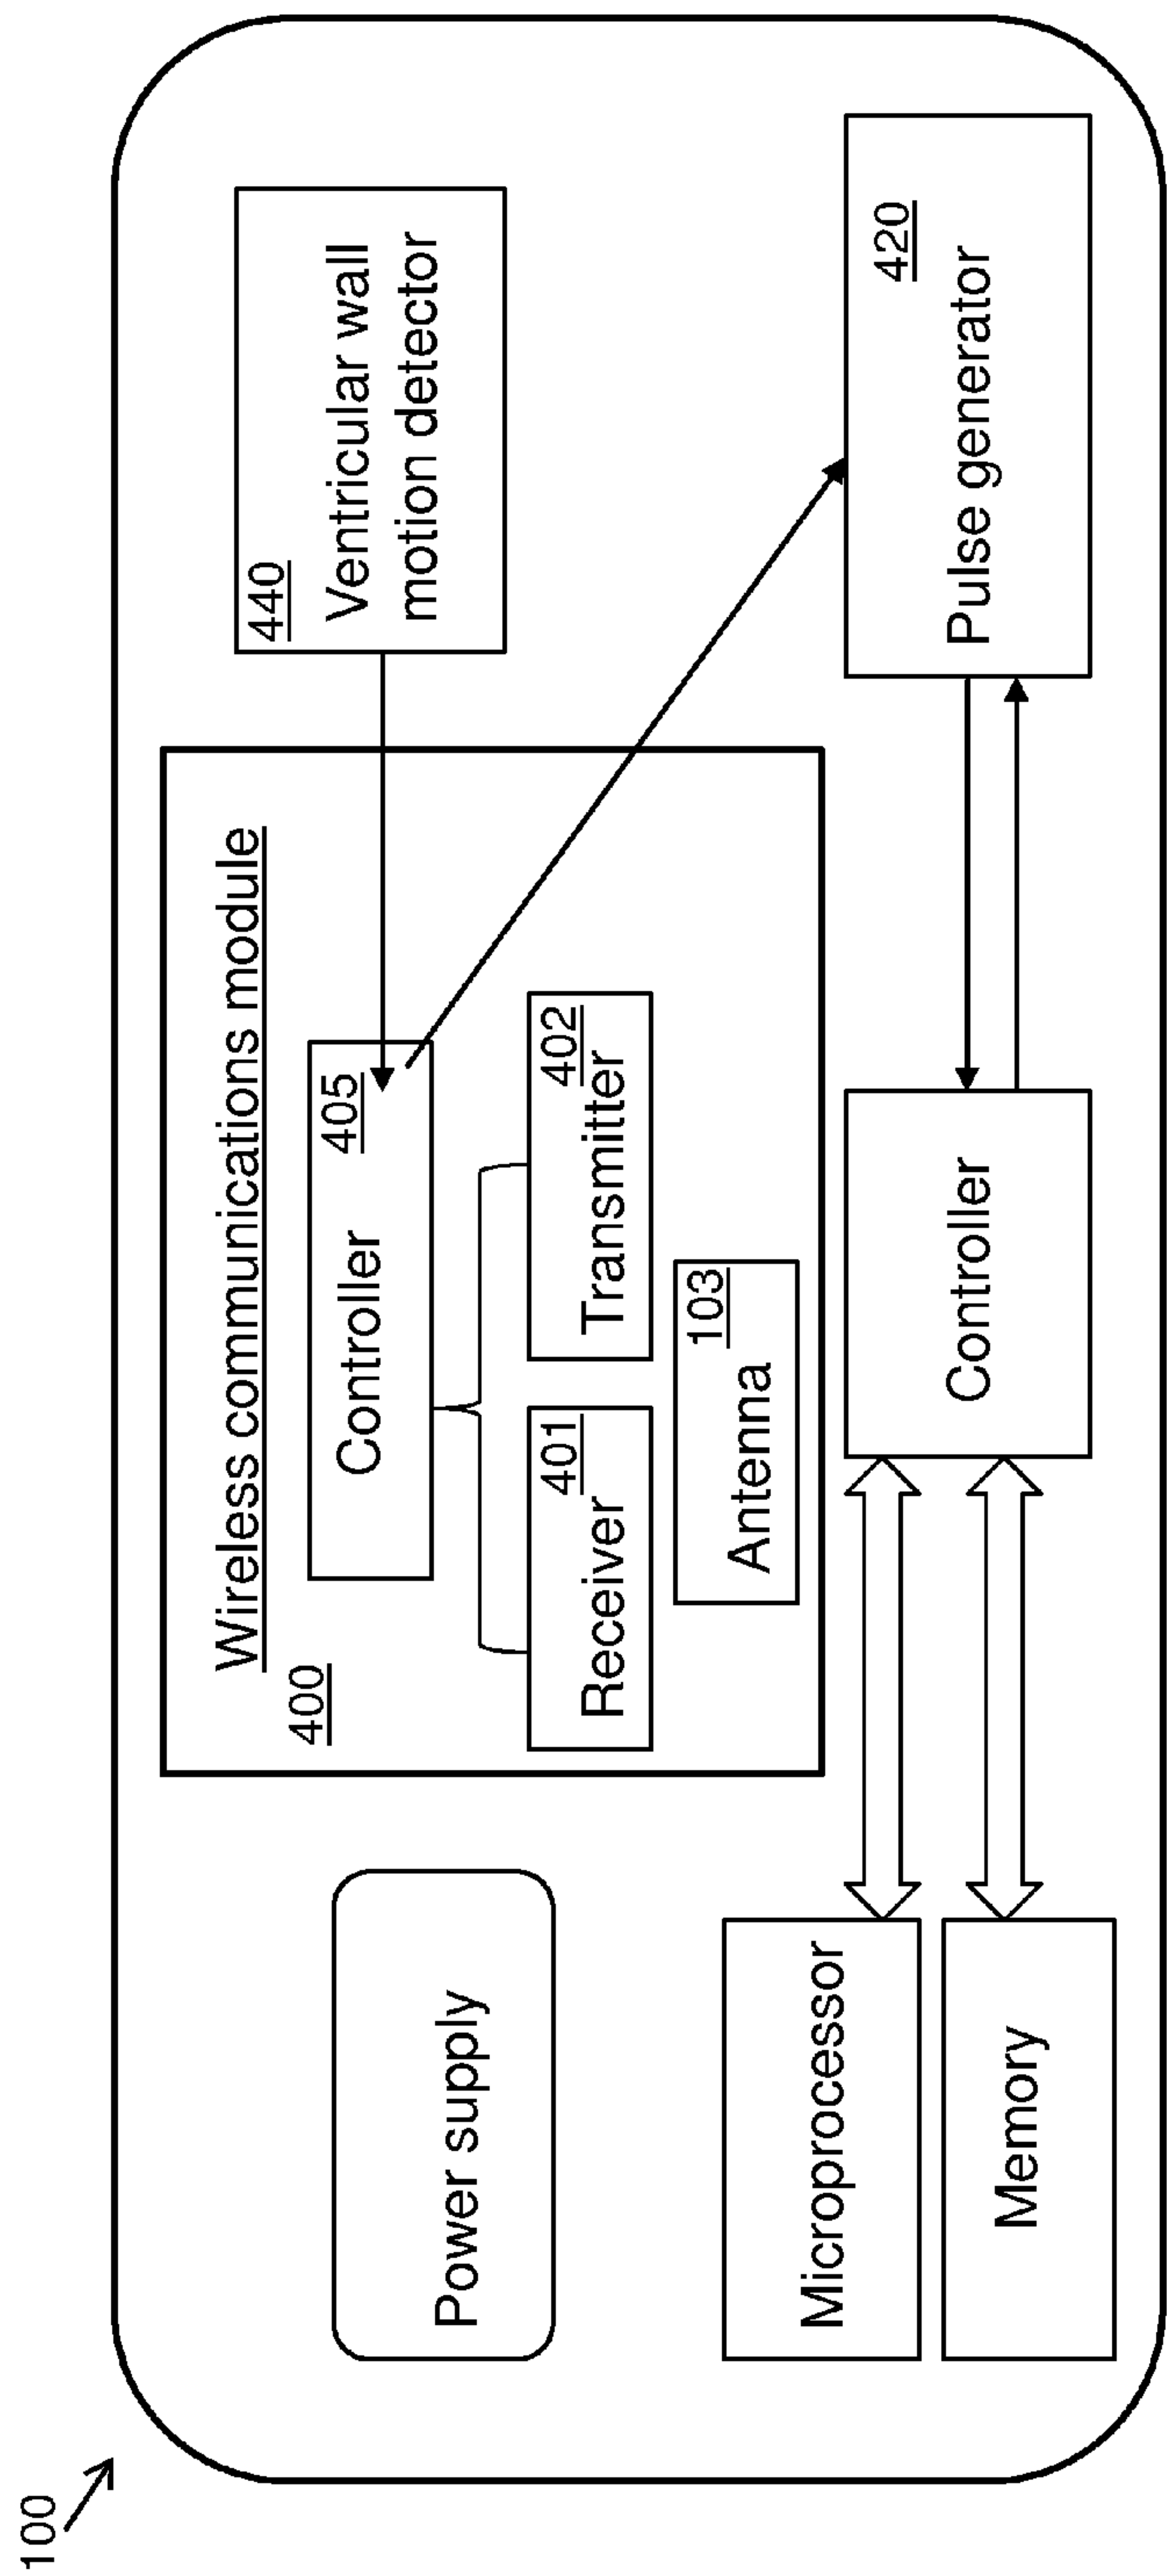 100
Power supply
Wireless communications module
400
Controller
405
Receiver
401
Transmitter
402
Antenna
103
440
Ventricular wall
motion detector
Microprocessor
Memory
Controller
420
Pulse generator